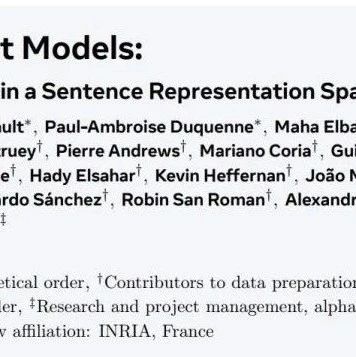 t Models:
in a Sentence Representation Spa
ult*, Paul-Ambroise Duquenne*, Maha Elba
ruey†, Pierre Andrews†, Mariano Coria†, Gui
e†, Hady Elsahar†, Kevin Heffernan†, João M
rdo Sánchez†, Robin San Roman†, Alexandr
‡
etical order, †Contributors to data preparation
er, ‡Research and project management, alpha
w affiliation: INRIA, France